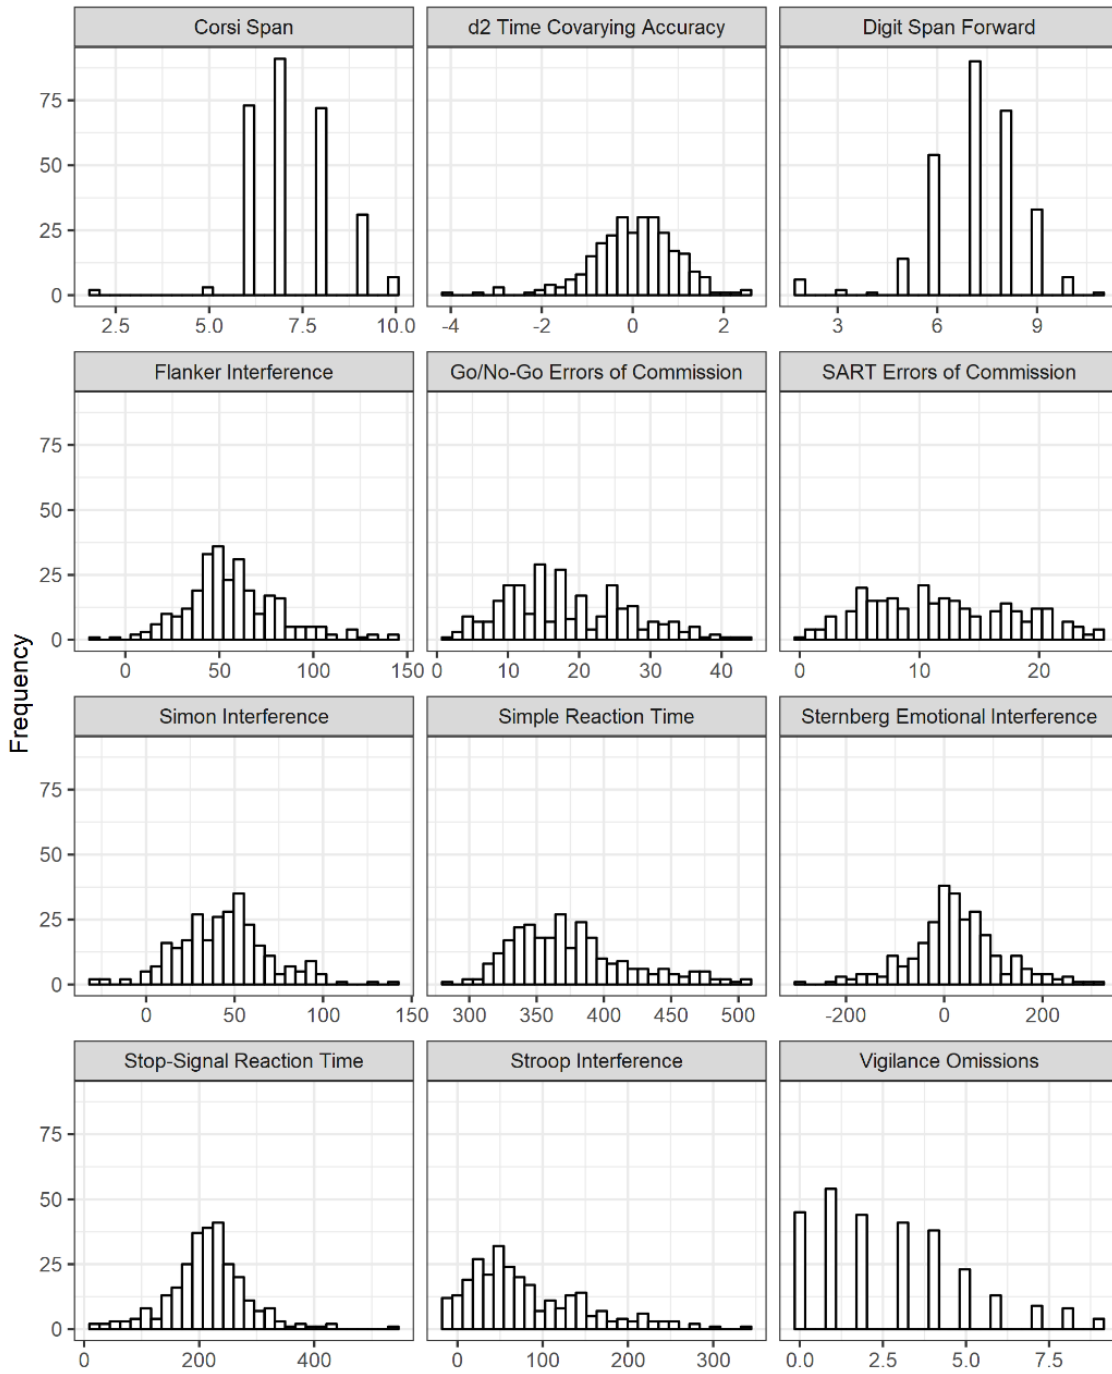 Corsi Span
d2 Time Covarying Accuracy
Digit Span Forward
75
50
25
0
2.5 5.0 7.5 10.0
-4 -2 0 2
3 6 9
Flanker Interference
Go/No-Go Errors of Commission
SART Errors of Commission
75
50
25
0
0 50 100 150
0 10 20 30 40
0 10 20
Frequency
Simon Interference
Simple Reaction Time
Sternberg Emotional Interference
75
50
25
0
0 50 100 150
300 350 400 450 500
-200 0 200
Stop-Signal Reaction Time
Stroop Interference
Vigilance Omissions
75
50
25
0
0 200 400
0 100 200 300
0.0 2.5 5.0 7.5